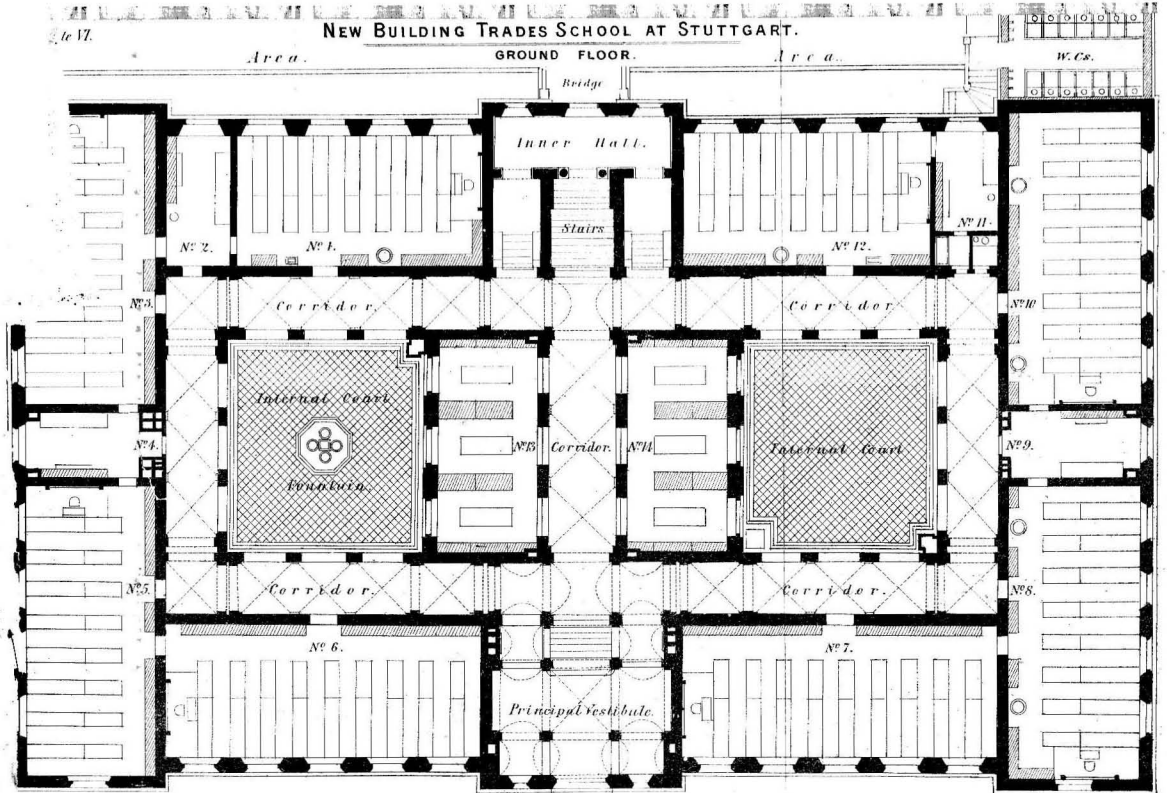 te VI.
NEW BUILDING TRADES SCHOOL AT STUTTGART.
GROUND FLOOR.
Area.
Area.
W.Cs.
Bridge
Inner Hall.
Stairs
Nº 2.
Nº 1.
Nº 12.
Nº 11.
Nº 3.
Corridor.
Corridor
Nº 10
Internal Court
Fountain.
Nº 13
Corridor.
Nº 14
Internal Court
Nº 4.
Nº 9.
Nº 5.
Corridor.
Corridor.
Nº 8.
Nº 6.
Nº 7.
Principal Vestibule.